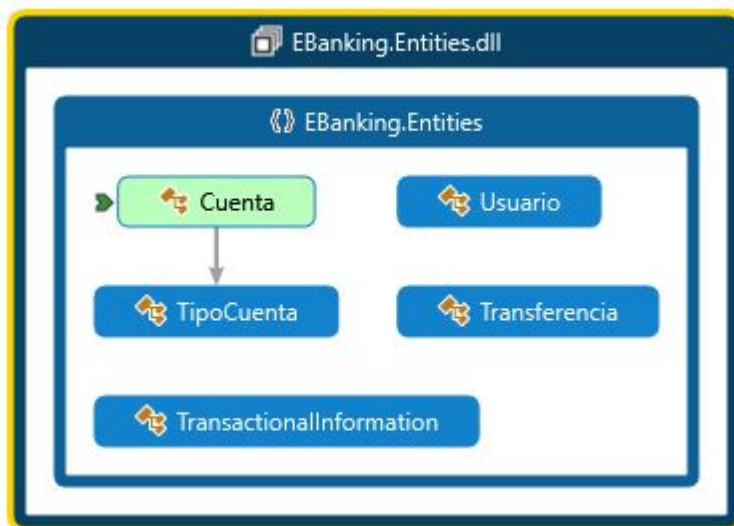 EBanking.Entities.dll
EBanking.Entities
Cuenta
Usuario
TipoCuenta
Transferencia
TransactionalInformation